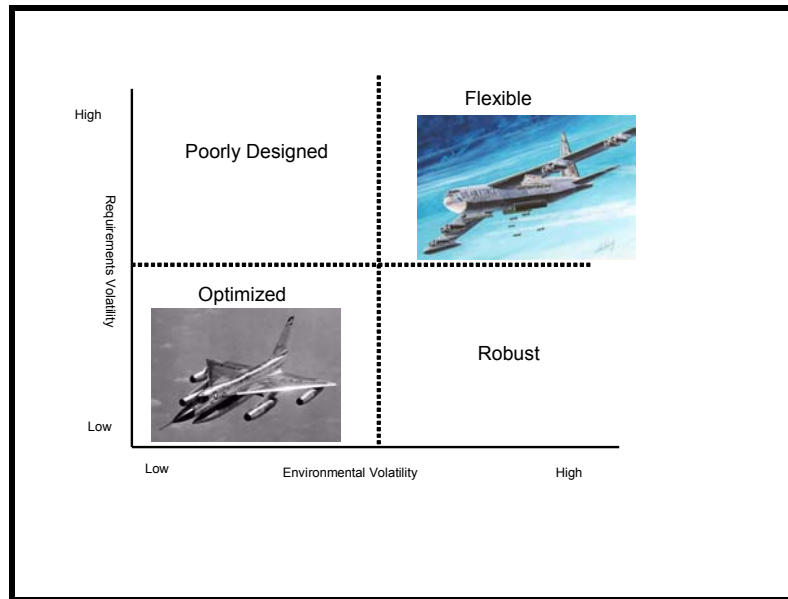 Flexible
High
Poorly Designed
Requirements Volatility
Optimized
Robust
Low
Low
Environmental Volatility
High